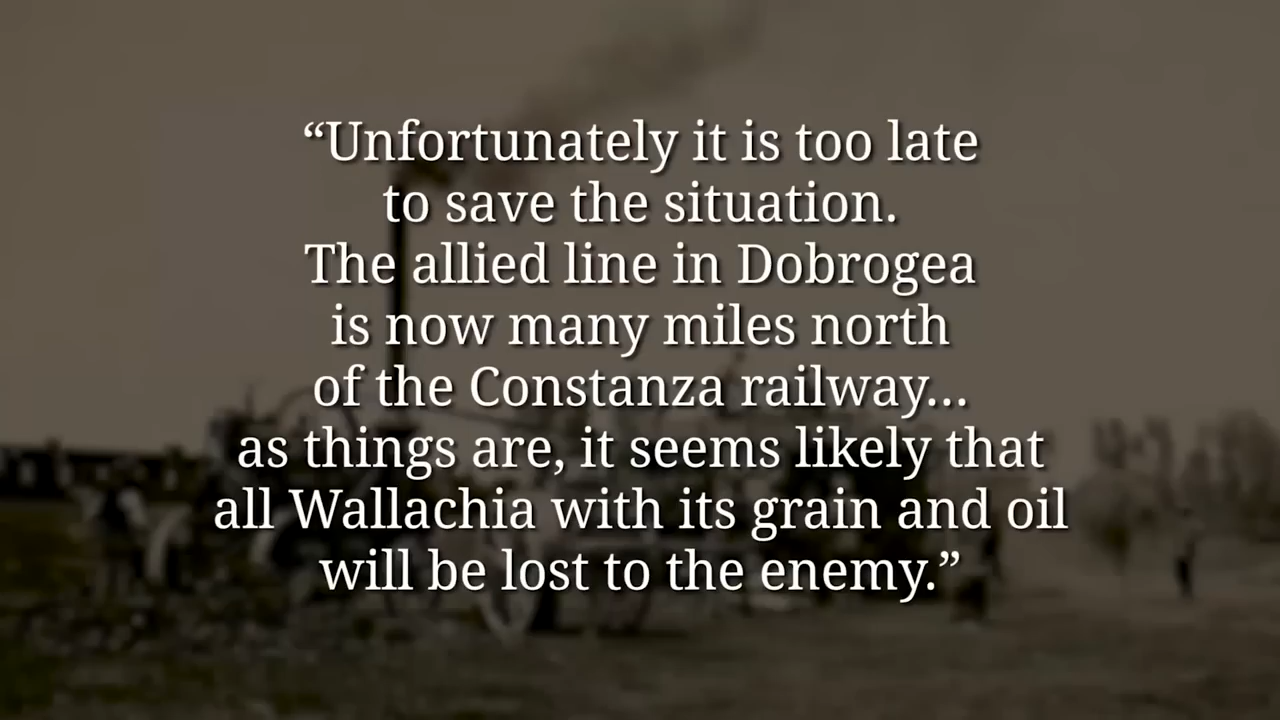 “Unfortunately it is too late
to save the situation.
The allied line in Dobrogea
is now many miles north
of the Constanza railway...
as things are, it seems likely that
all Wallachia with its grain and oil
will be lost to the enemy.”